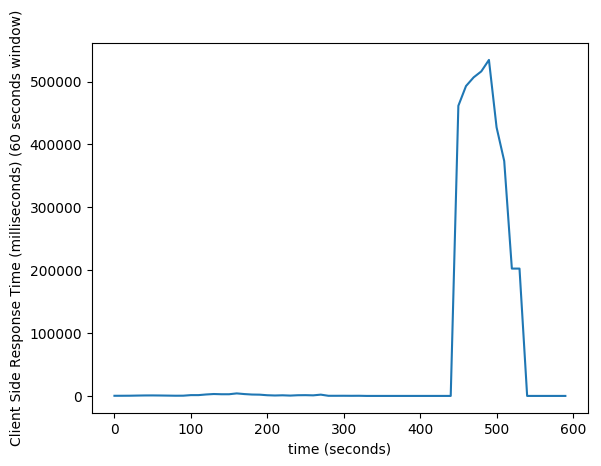 Client Side Response Time (milliseconds) (60 seconds window)
500000
400000
300000
200000
100000
0
0 100 200 300 400 500 600
time (seconds)